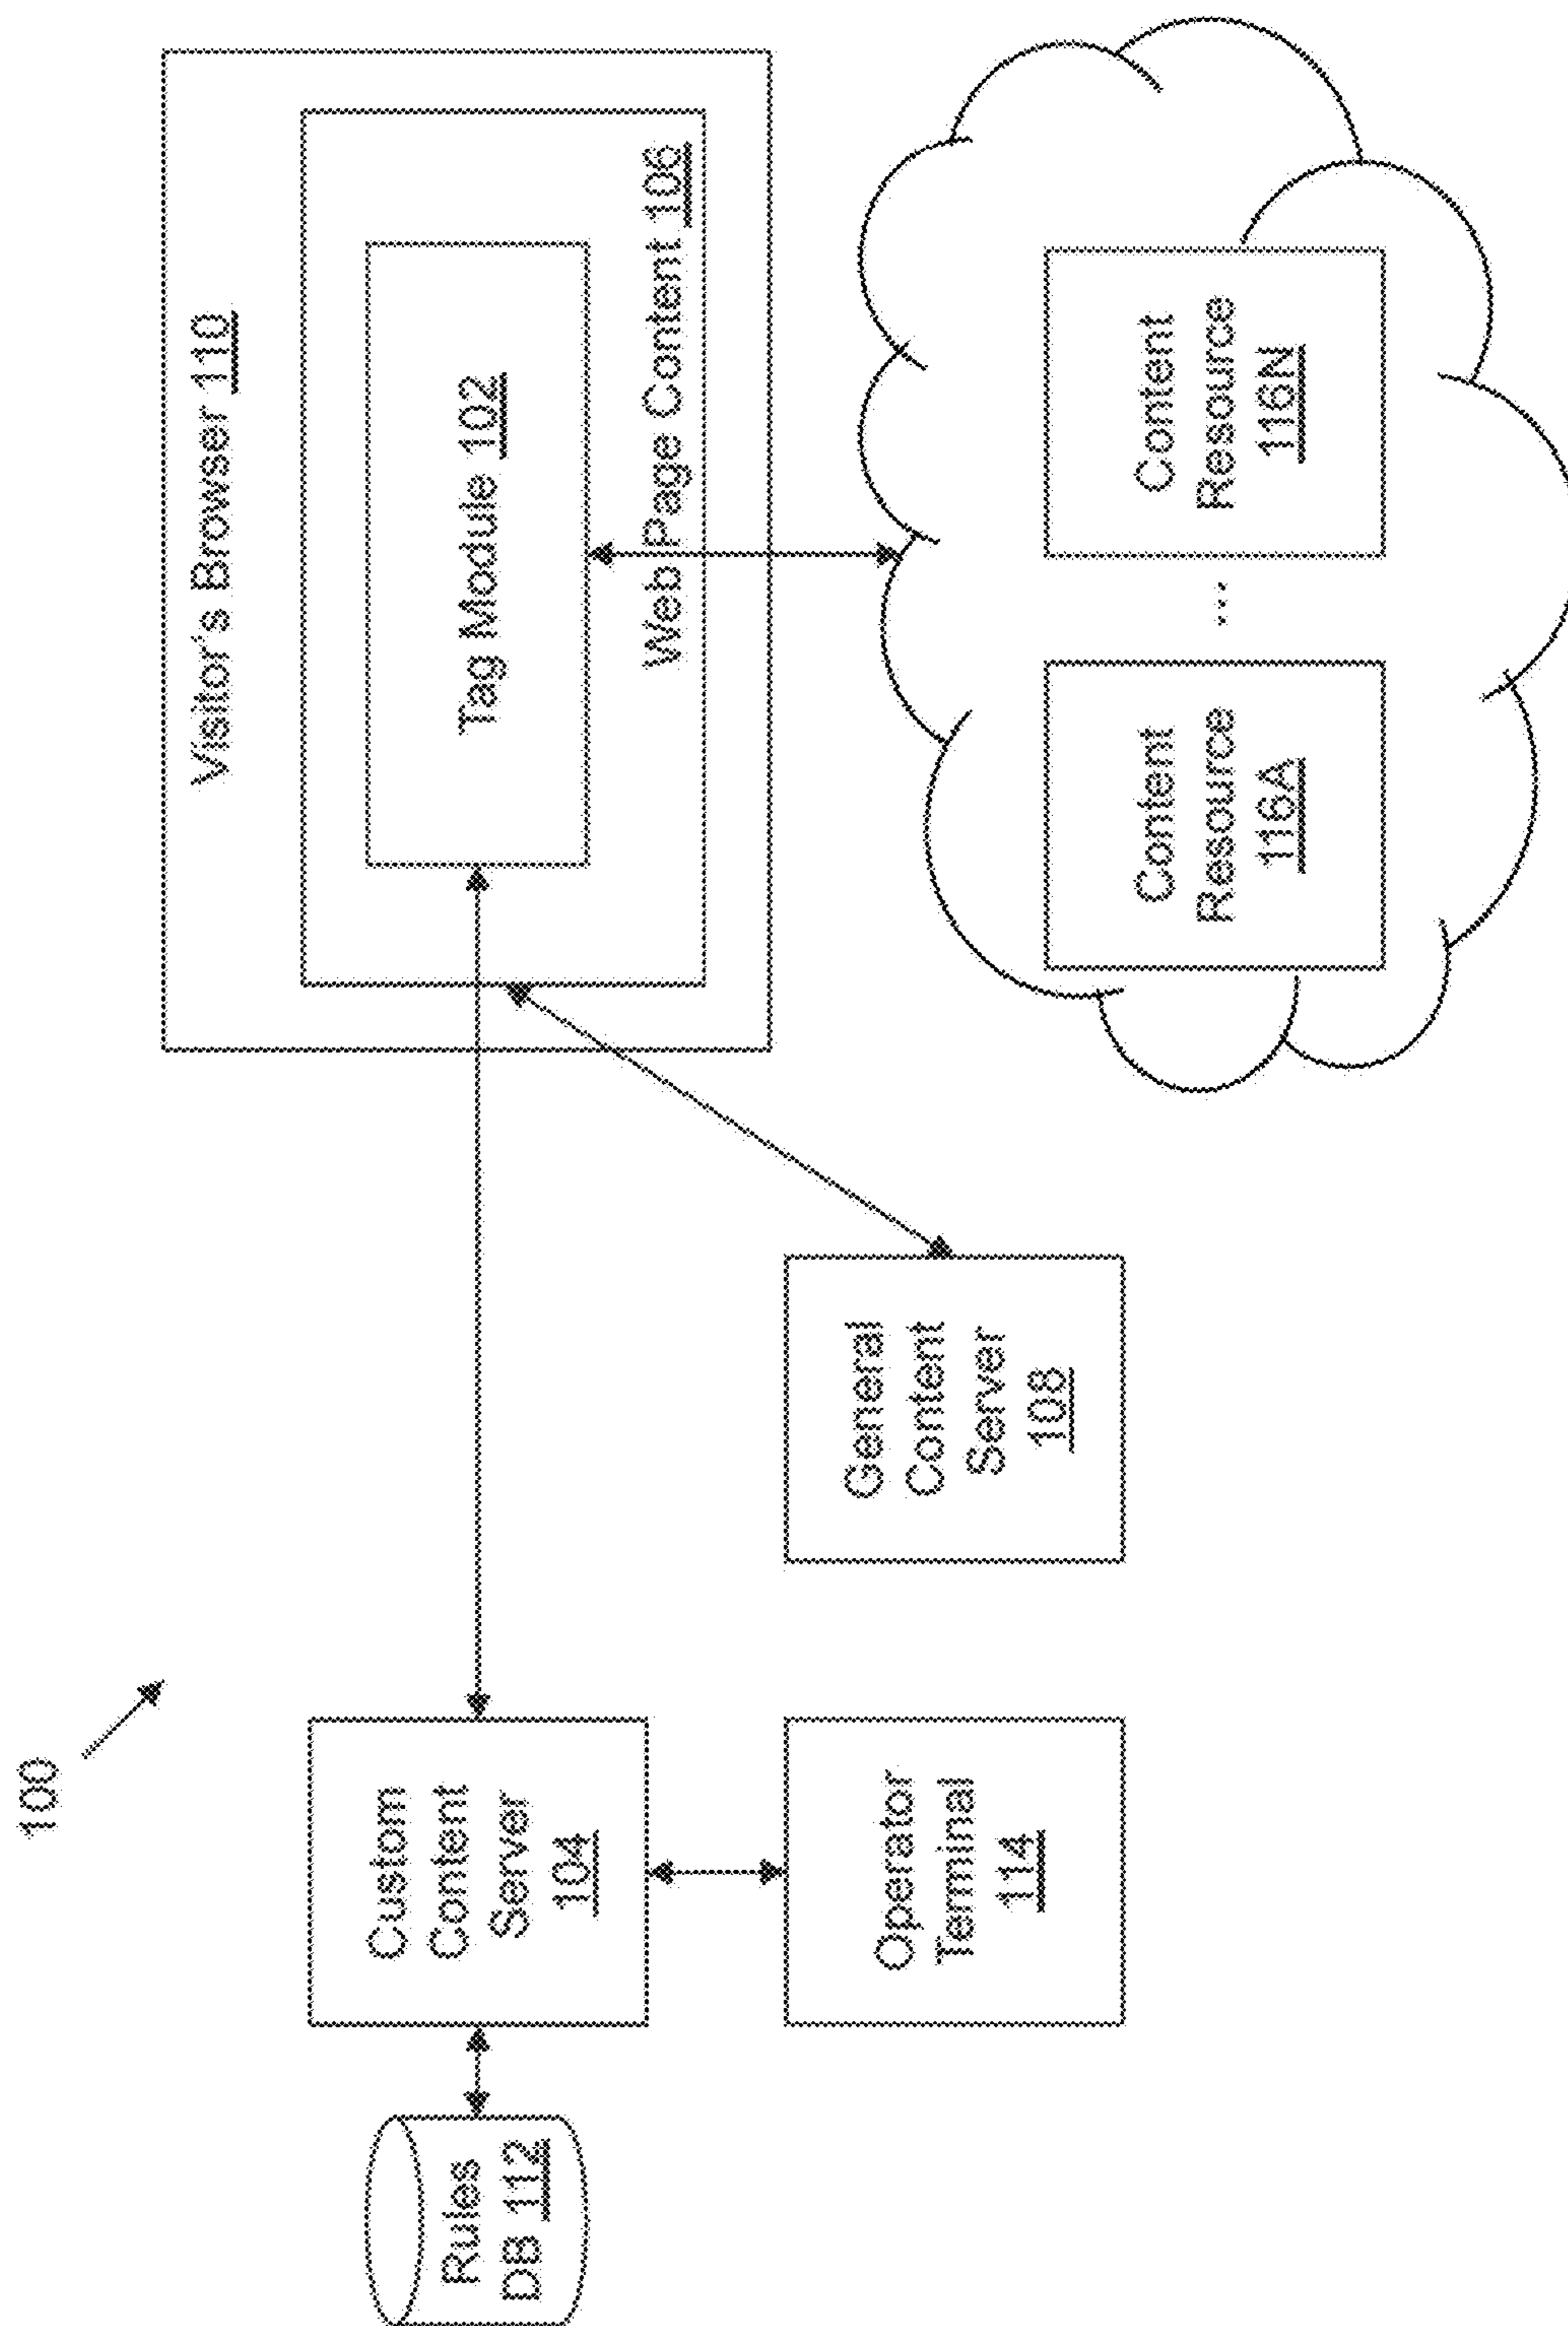 100
Visitor's Browser 110
Tag Module 102
Web Page Content 106
Rules
DB 112
Custom
Content
Server
104
Operator
Terminal
114
General
Content
Server
108
Content
Resource
116A
...
Content
Resource
116N